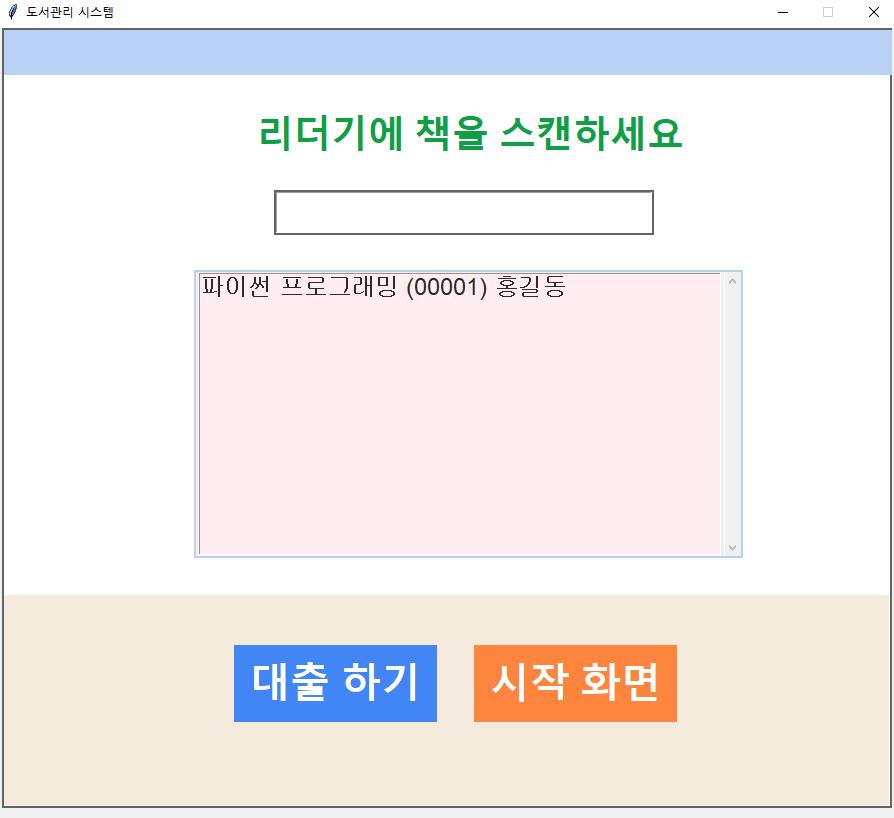 도서관리 시스템
리더기에 책을 스캔하세요
파이썬 프로그래밍 (00001) 홍길동
대출 하기
시작 화면